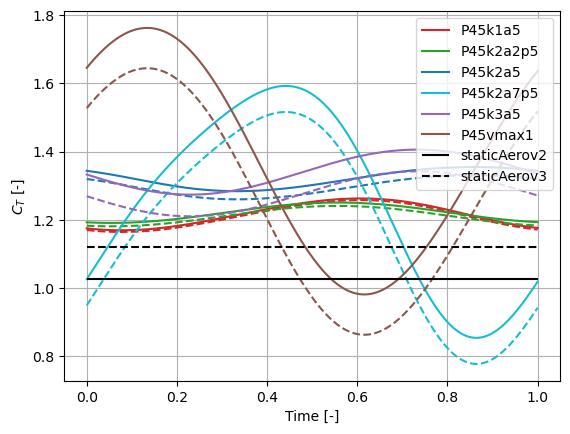 1.8
1.6
1.4
1.2
1.0
0.8
C_T [-]
0.0 0.2 0.4 0.6 0.8 1.0
Time [-]
P45k1a5
P45k2a2p5
P45k2a5
P45k2a7p5
P45k3a5
P45vmax1
staticAerov2
staticAerov3